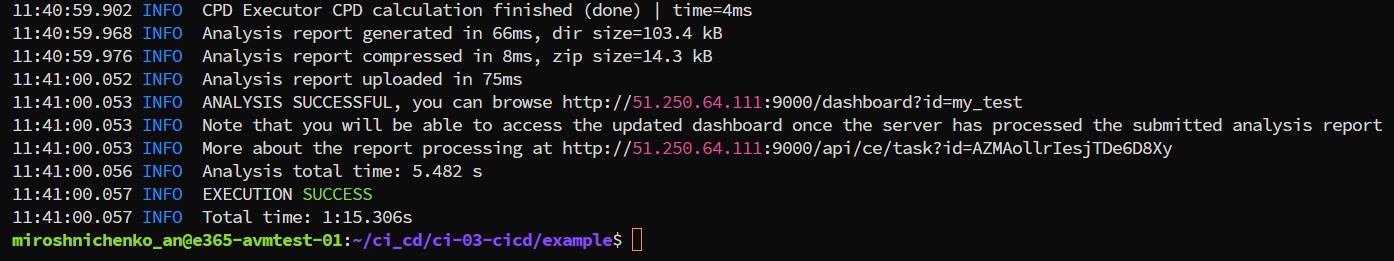 11:40:59.902 INFO  CPD Executor CPD calculation finished (done) | time=4ms
11:40:59.968 INFO  Analysis report generated in 66ms, dir size=103.4 kB
11:40:59.976 INFO  Analysis report compressed in 8ms, zip size=14.3 kB
11:41:00.052 INFO  Analysis report uploaded in 75ms
11:41:00.053 INFO  ANALYSIS SUCCESSFUL, you can browse http://51.250.64.111:9000/dashboard?id=my_test
11:41:00.053 INFO  Note that you will be able to access the updated dashboard once the server has processed the submitted analysis report
11:41:00.053 INFO  More about the report processing at http://51.250.64.111:9000/api/ce/task?id=AZMAollrIesjTDe6D8Xy
11:41:00.056 INFO  Analysis total time: 5.482 s
11:41:00.057 INFO  EXECUTION SUCCESS
11:41:00.057 INFO  Total time: 1:15.306s
miroshnichenko_an@e365-avmtest-01:~/ci_cd/ci-03-cicd/example$